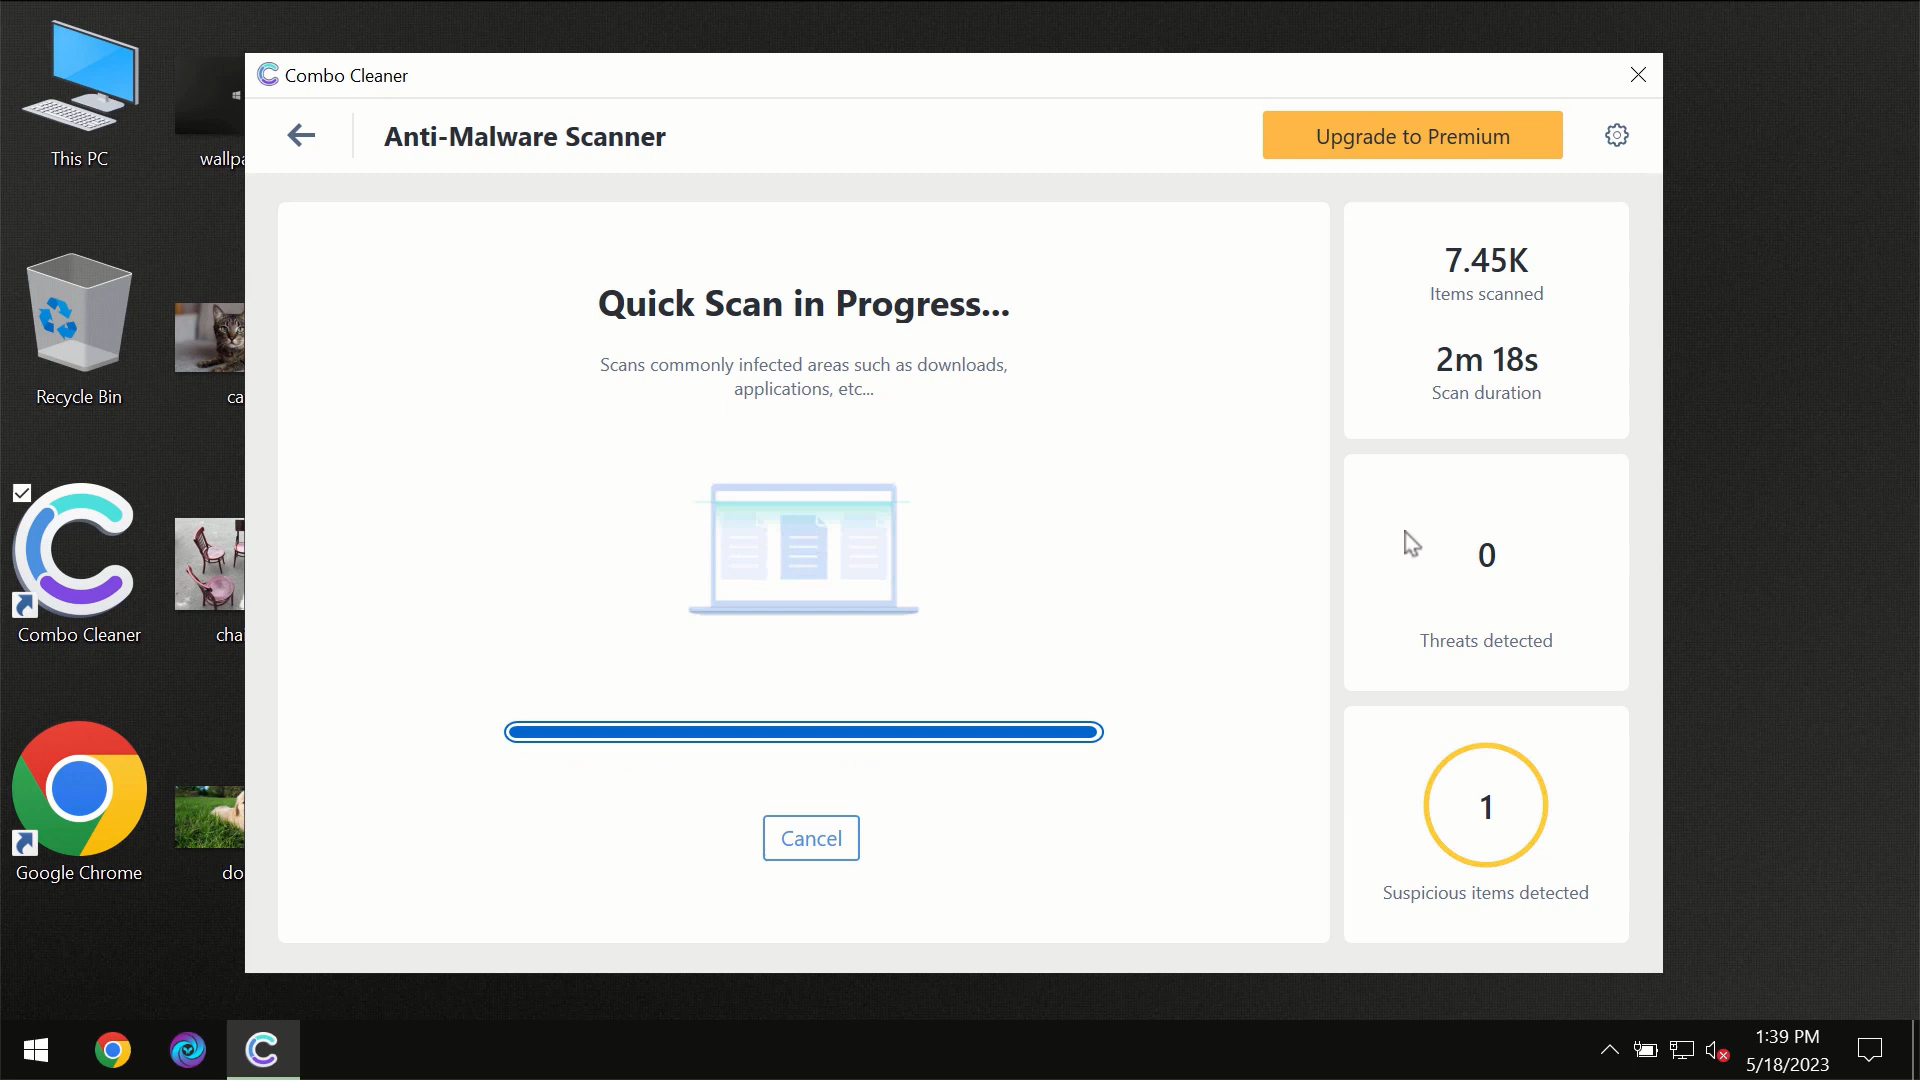 This PC
wallpa
Recycle Bin
ca
Combo Cleaner
chai
Google Chrome
do
Combo Cleaner
Anti-Malware Scanner
Upgrade to Premium
Quick Scan in Progress...
Scans commonly infected areas such as downloads,
applications, etc...
Cancel
7.45K
Items scanned
2m 18s
Scan duration
0
Threats detected
1
Suspicious items detected
1:39 PM
5/18/2023